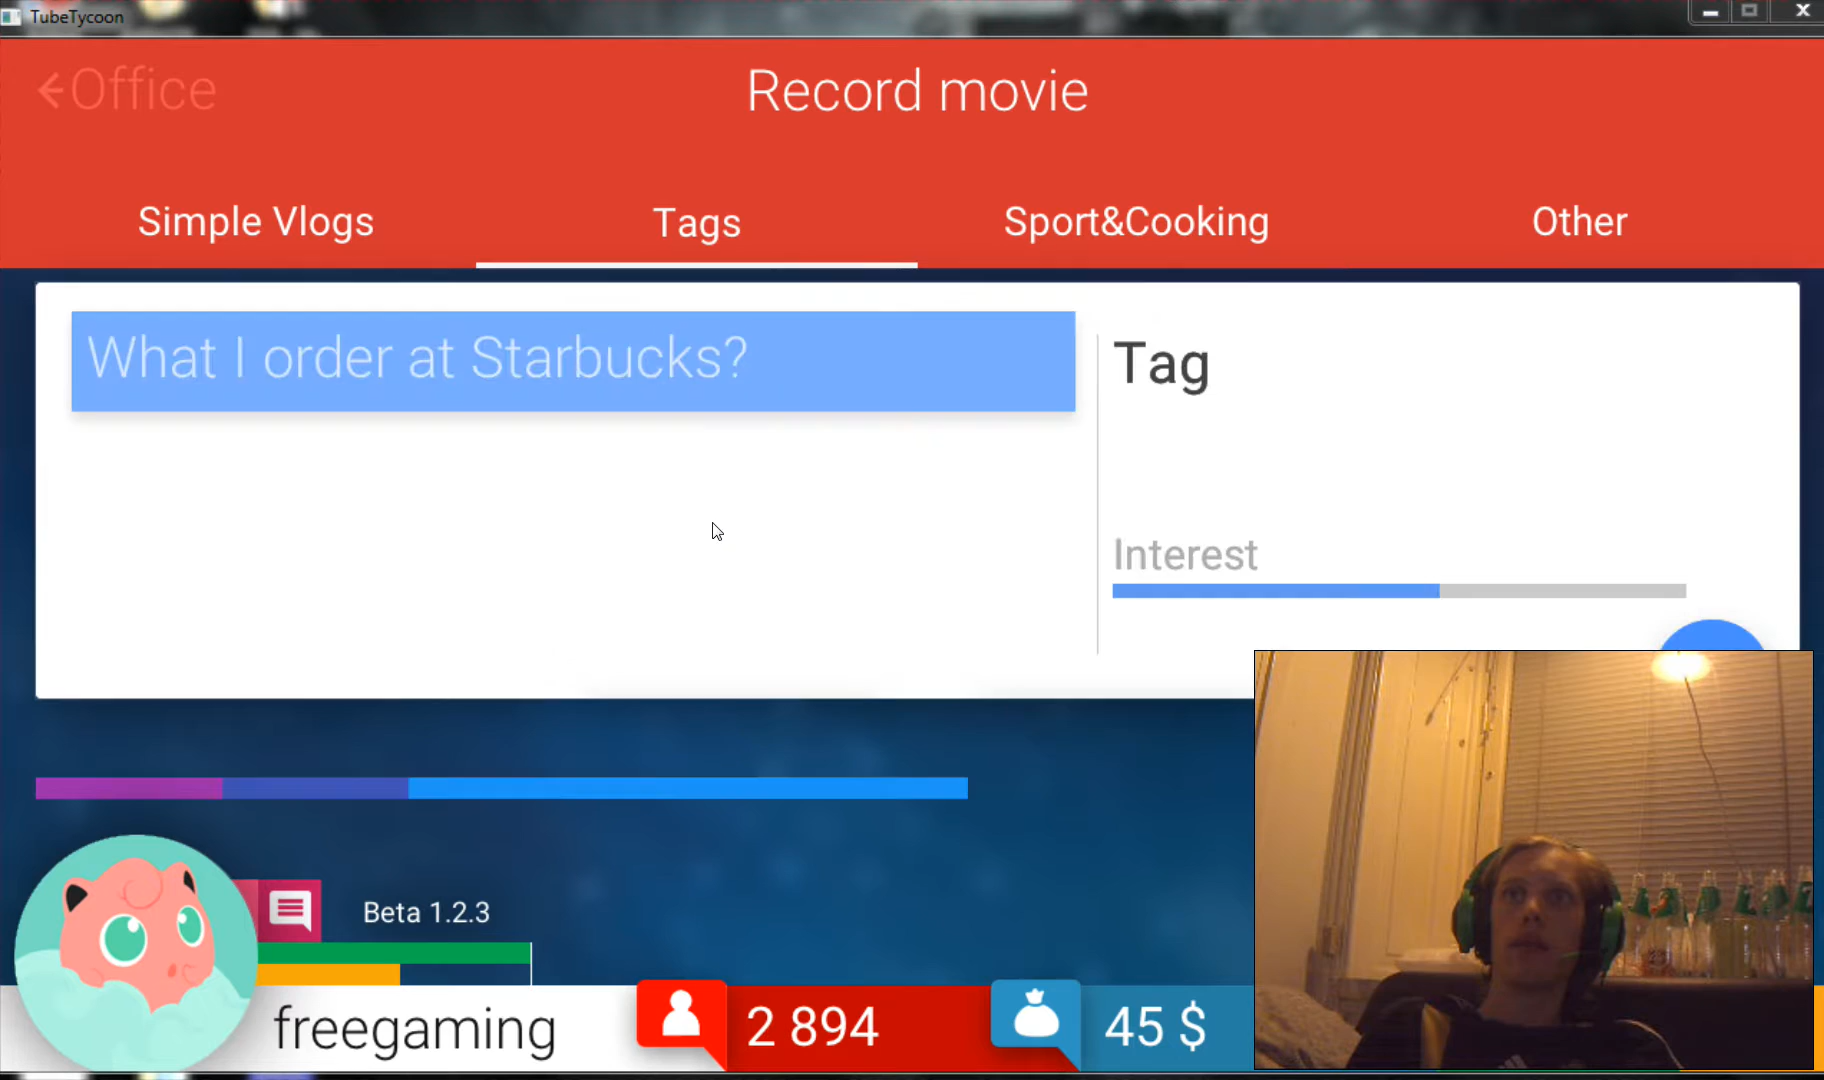 TubeTycoon
Office
Record movie
Simple Vlogs
Tags
Sport&Cooking
Other
What I order at Starbucks?
Tag
Interest
Beta 1.2.3
freegaming
2 894
45 $